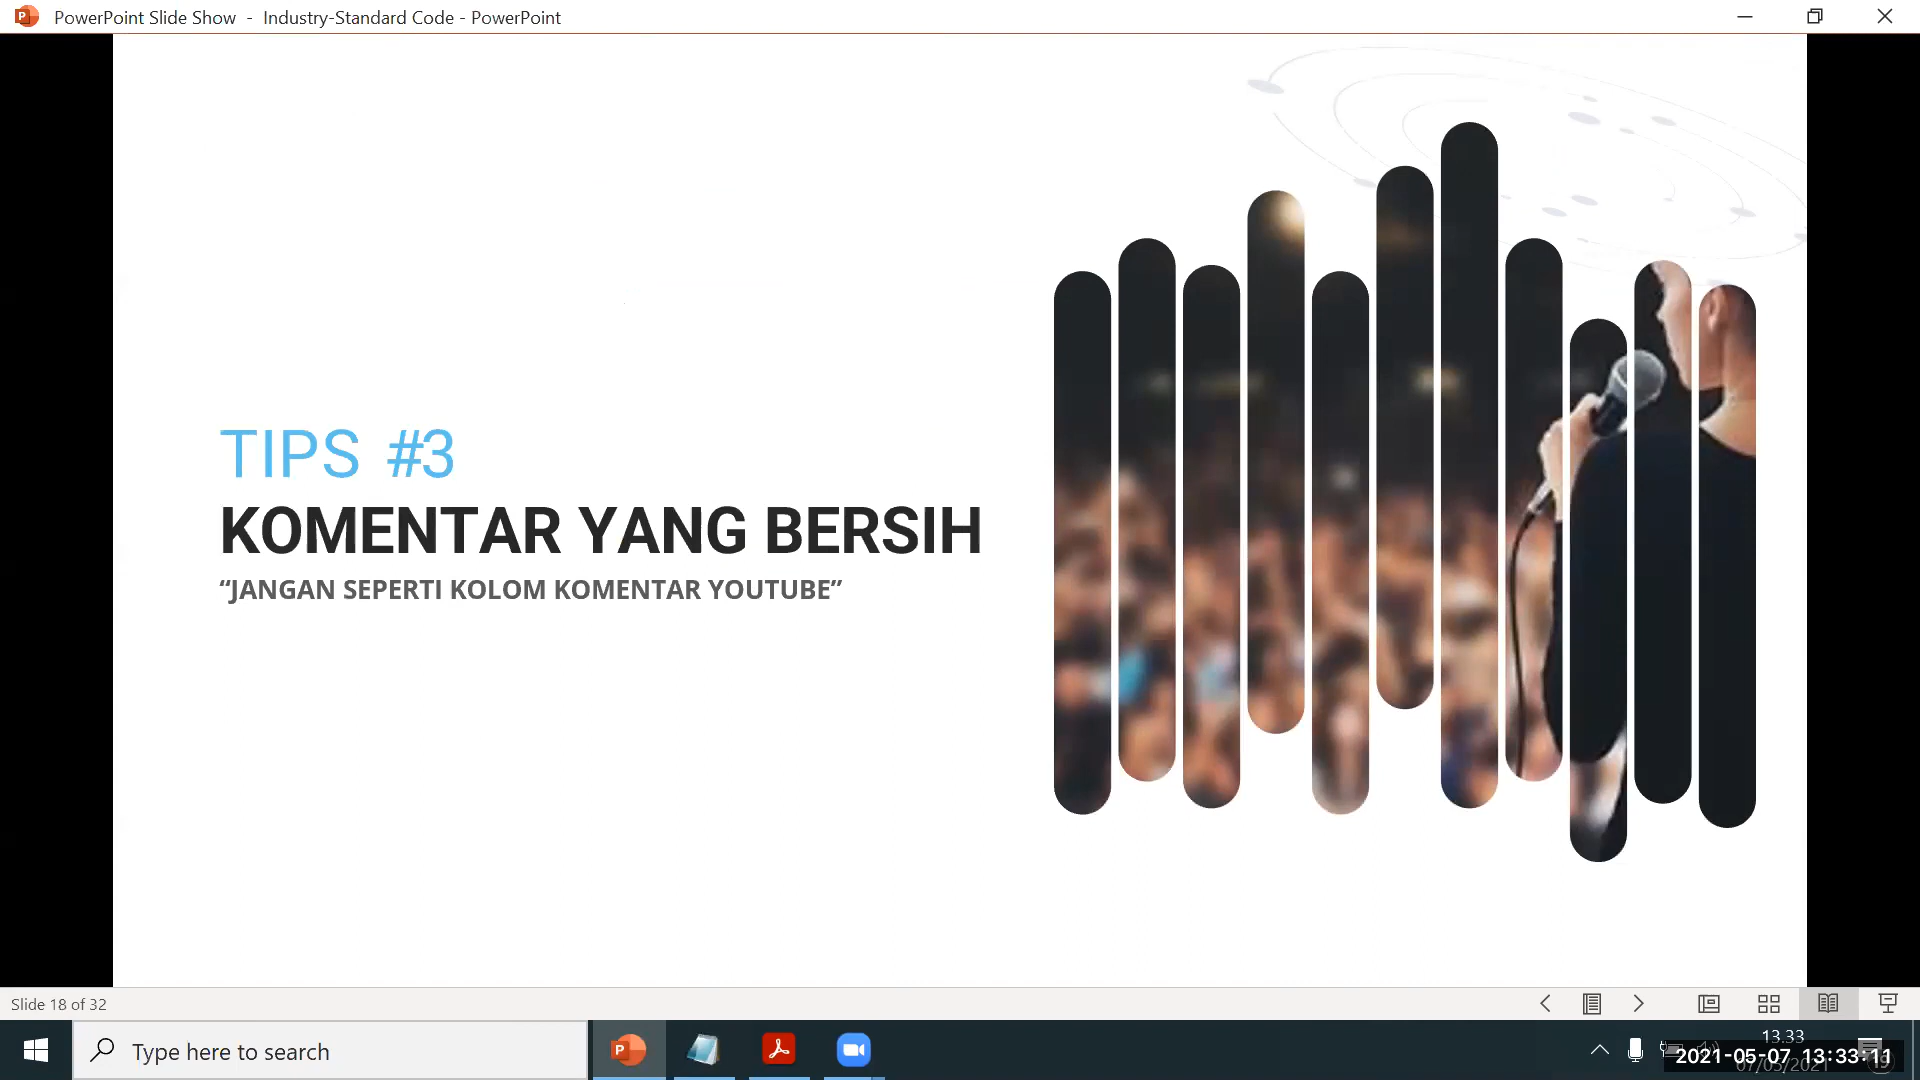 PowerPoint Slide Show - Industry-Standard Code - PowerPoint
TIPS #3
KOMENTAR YANG BERSIH
“JANGAN SEPERTI KOLOM KOMENTAR YOUTUBE”
Slide 18 of 32
Type here to search
13.33
2021-05-07 13:33:11